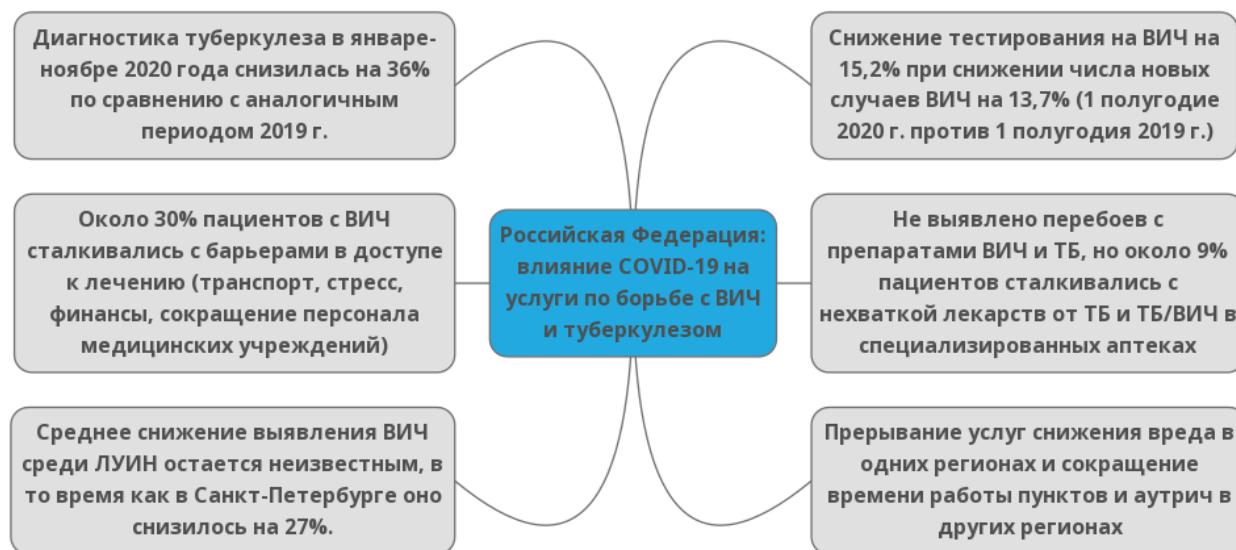 Диагностика туберкулеза в январе-
ноябре 2020 года снизилась на 36%
по сравнению с аналогичным
периодом 2019 г.
Снижение тестирования на ВИЧ на
15,2% при снижении числа новых
случаев ВИЧ на 13,7% (1 полугодие
2020 г. против 1 полугодия 2019 г.)
Около 30% пациентов с ВИЧ
сталкивались с барьерами в доступе
к лечению (транспорт, стресс,
финансы, сокращение персонала
медицинских учреждений)
Российская Федерация:
влияние COVID-19 на
услуги по борьбе с ВИЧ
и туберкулезом
Не выявлено перебоев с
препаратами ВИЧ и ТБ, но около 9%
пациентов сталкивались с
нехваткой лекарств от ТБ и ТБ/ВИЧ в
специализированных аптеках
Среднее снижение выявления ВИЧ
среди ЛУИН остается неизвестным, в
то время как в Санкт-Петербурге оно
снизилось на 27%.
Прерывание услуг снижения вреда в
одних регионах и сокращение
времени работы пунктов и аутрич в
других регионах